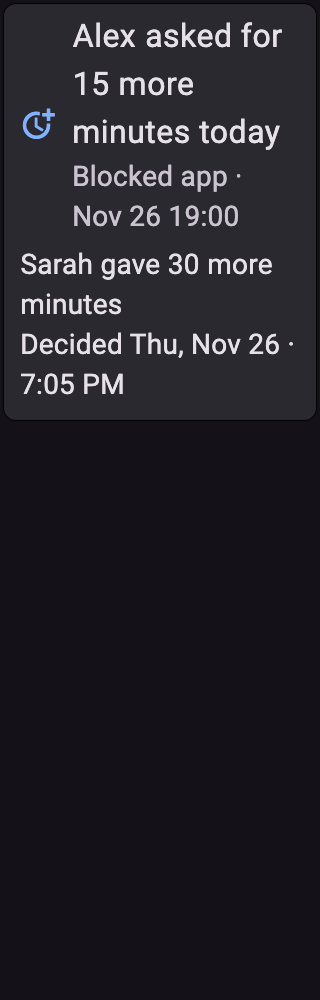 Alex asked for
15 more
minutes today
Blocked app ·
Nov 26 19:00
Sarah gave 30 more
minutes
Decided Thu, Nov 26 ·
7:05 PM